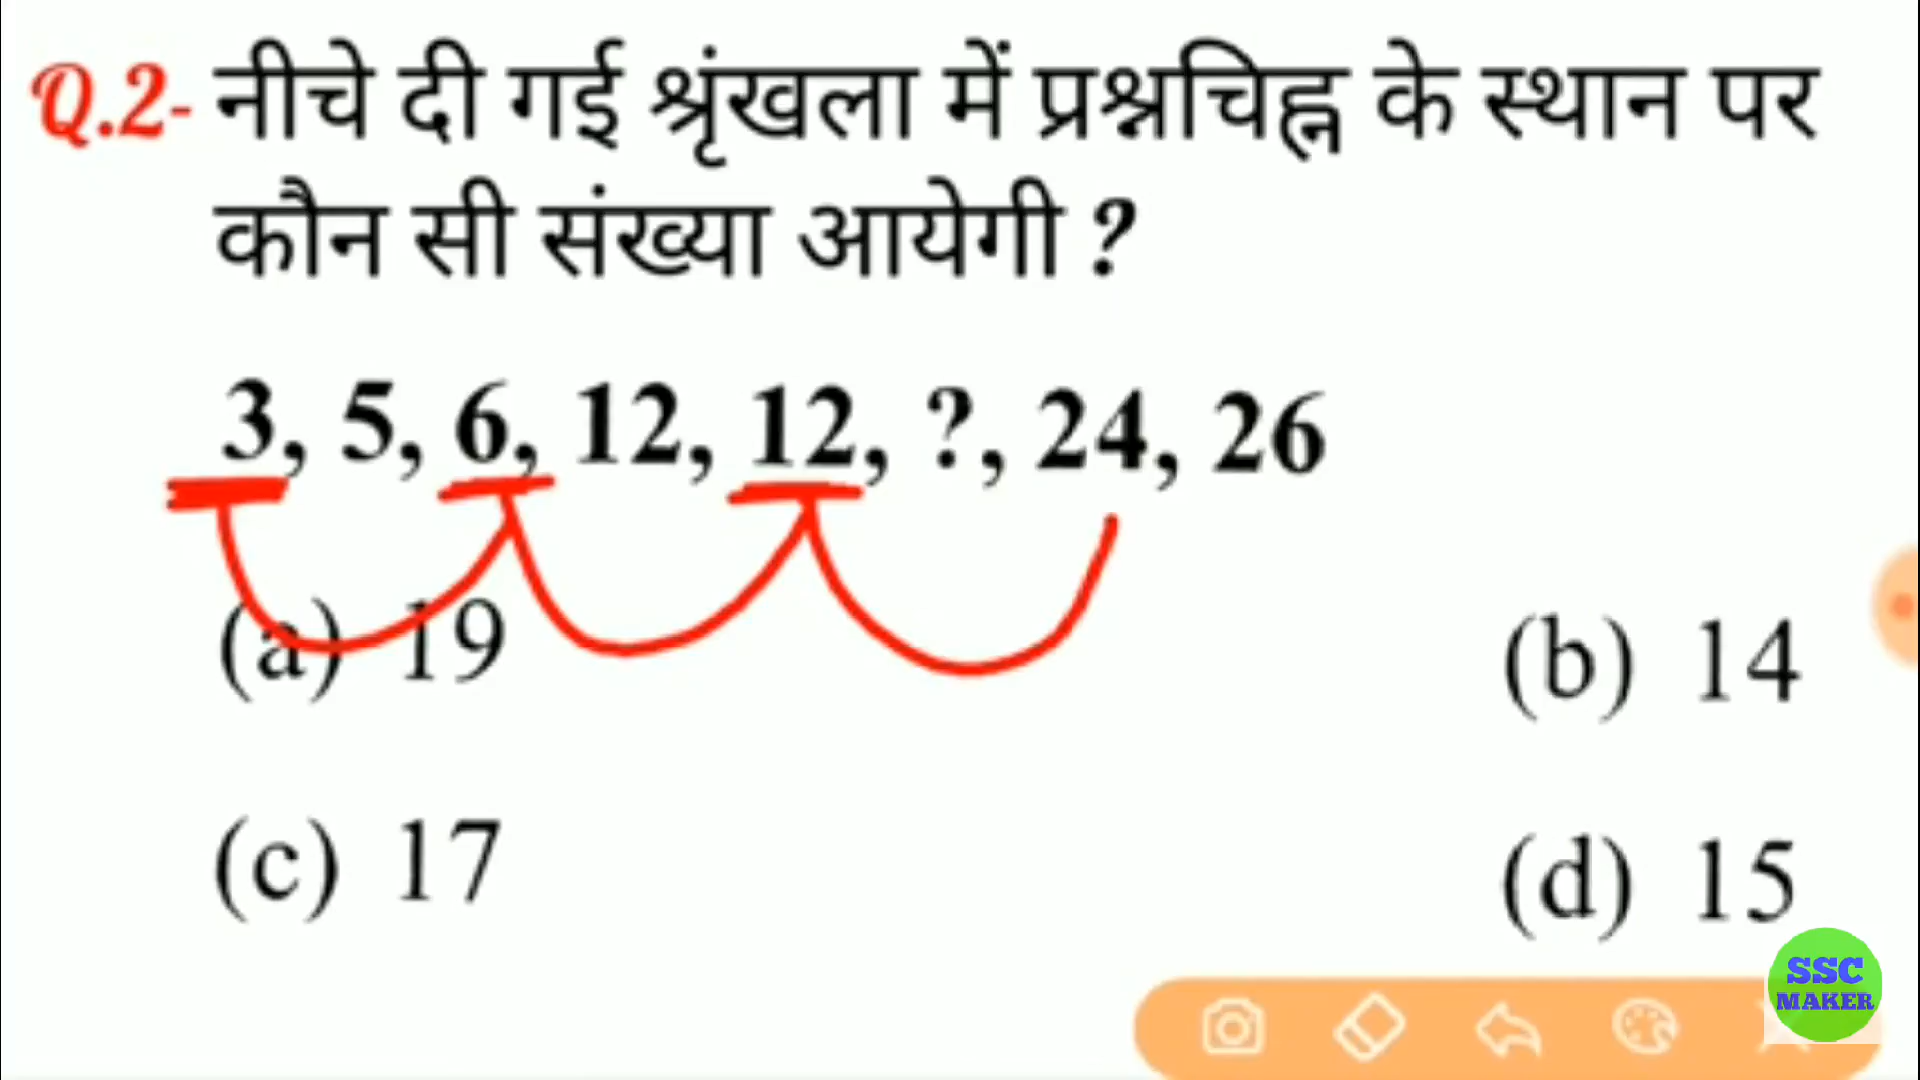 Q.2- नीचे दी गई श्रृंखला में प्रश्नचिह्न के स्थान पर
कौन सी संख्या आयेगी ?
3, 5, 6, 12, 12, ?, 24, 26
(a) 19 (b) 14
(c) 17 (d) 15
SSC
MAKER